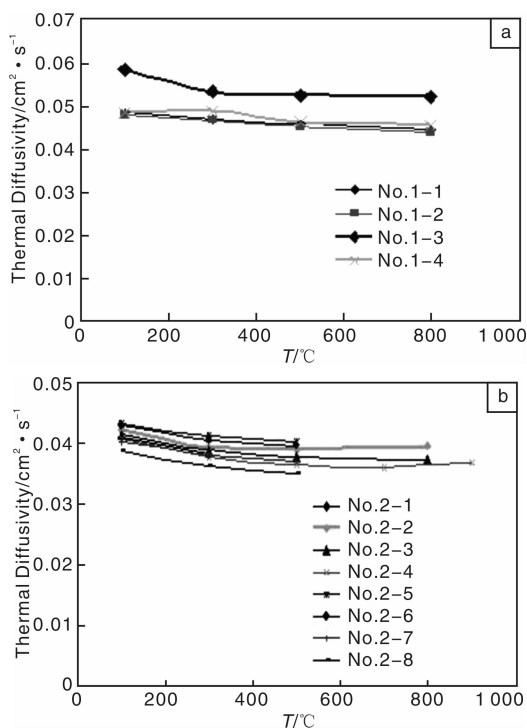 a
Thermal Diffusivity/cm² • s⁻¹
0.07
0.06
0.05
0.04
0.03
0.02
0.01
0
No.1–1
No.1–2
No.1–3
No.1–4
0 200 400 600 800 1 000
T/℃
b
Thermal Diffusivity/cm² • s⁻¹
0.05
0.04
0.03
0.02
0.01
0
No.2–1
No.2–2
No.2–3
No.2–4
No.2–5
No.2–6
No.2–7
No.2–8
0 200 400 600 800 1 000
T/℃